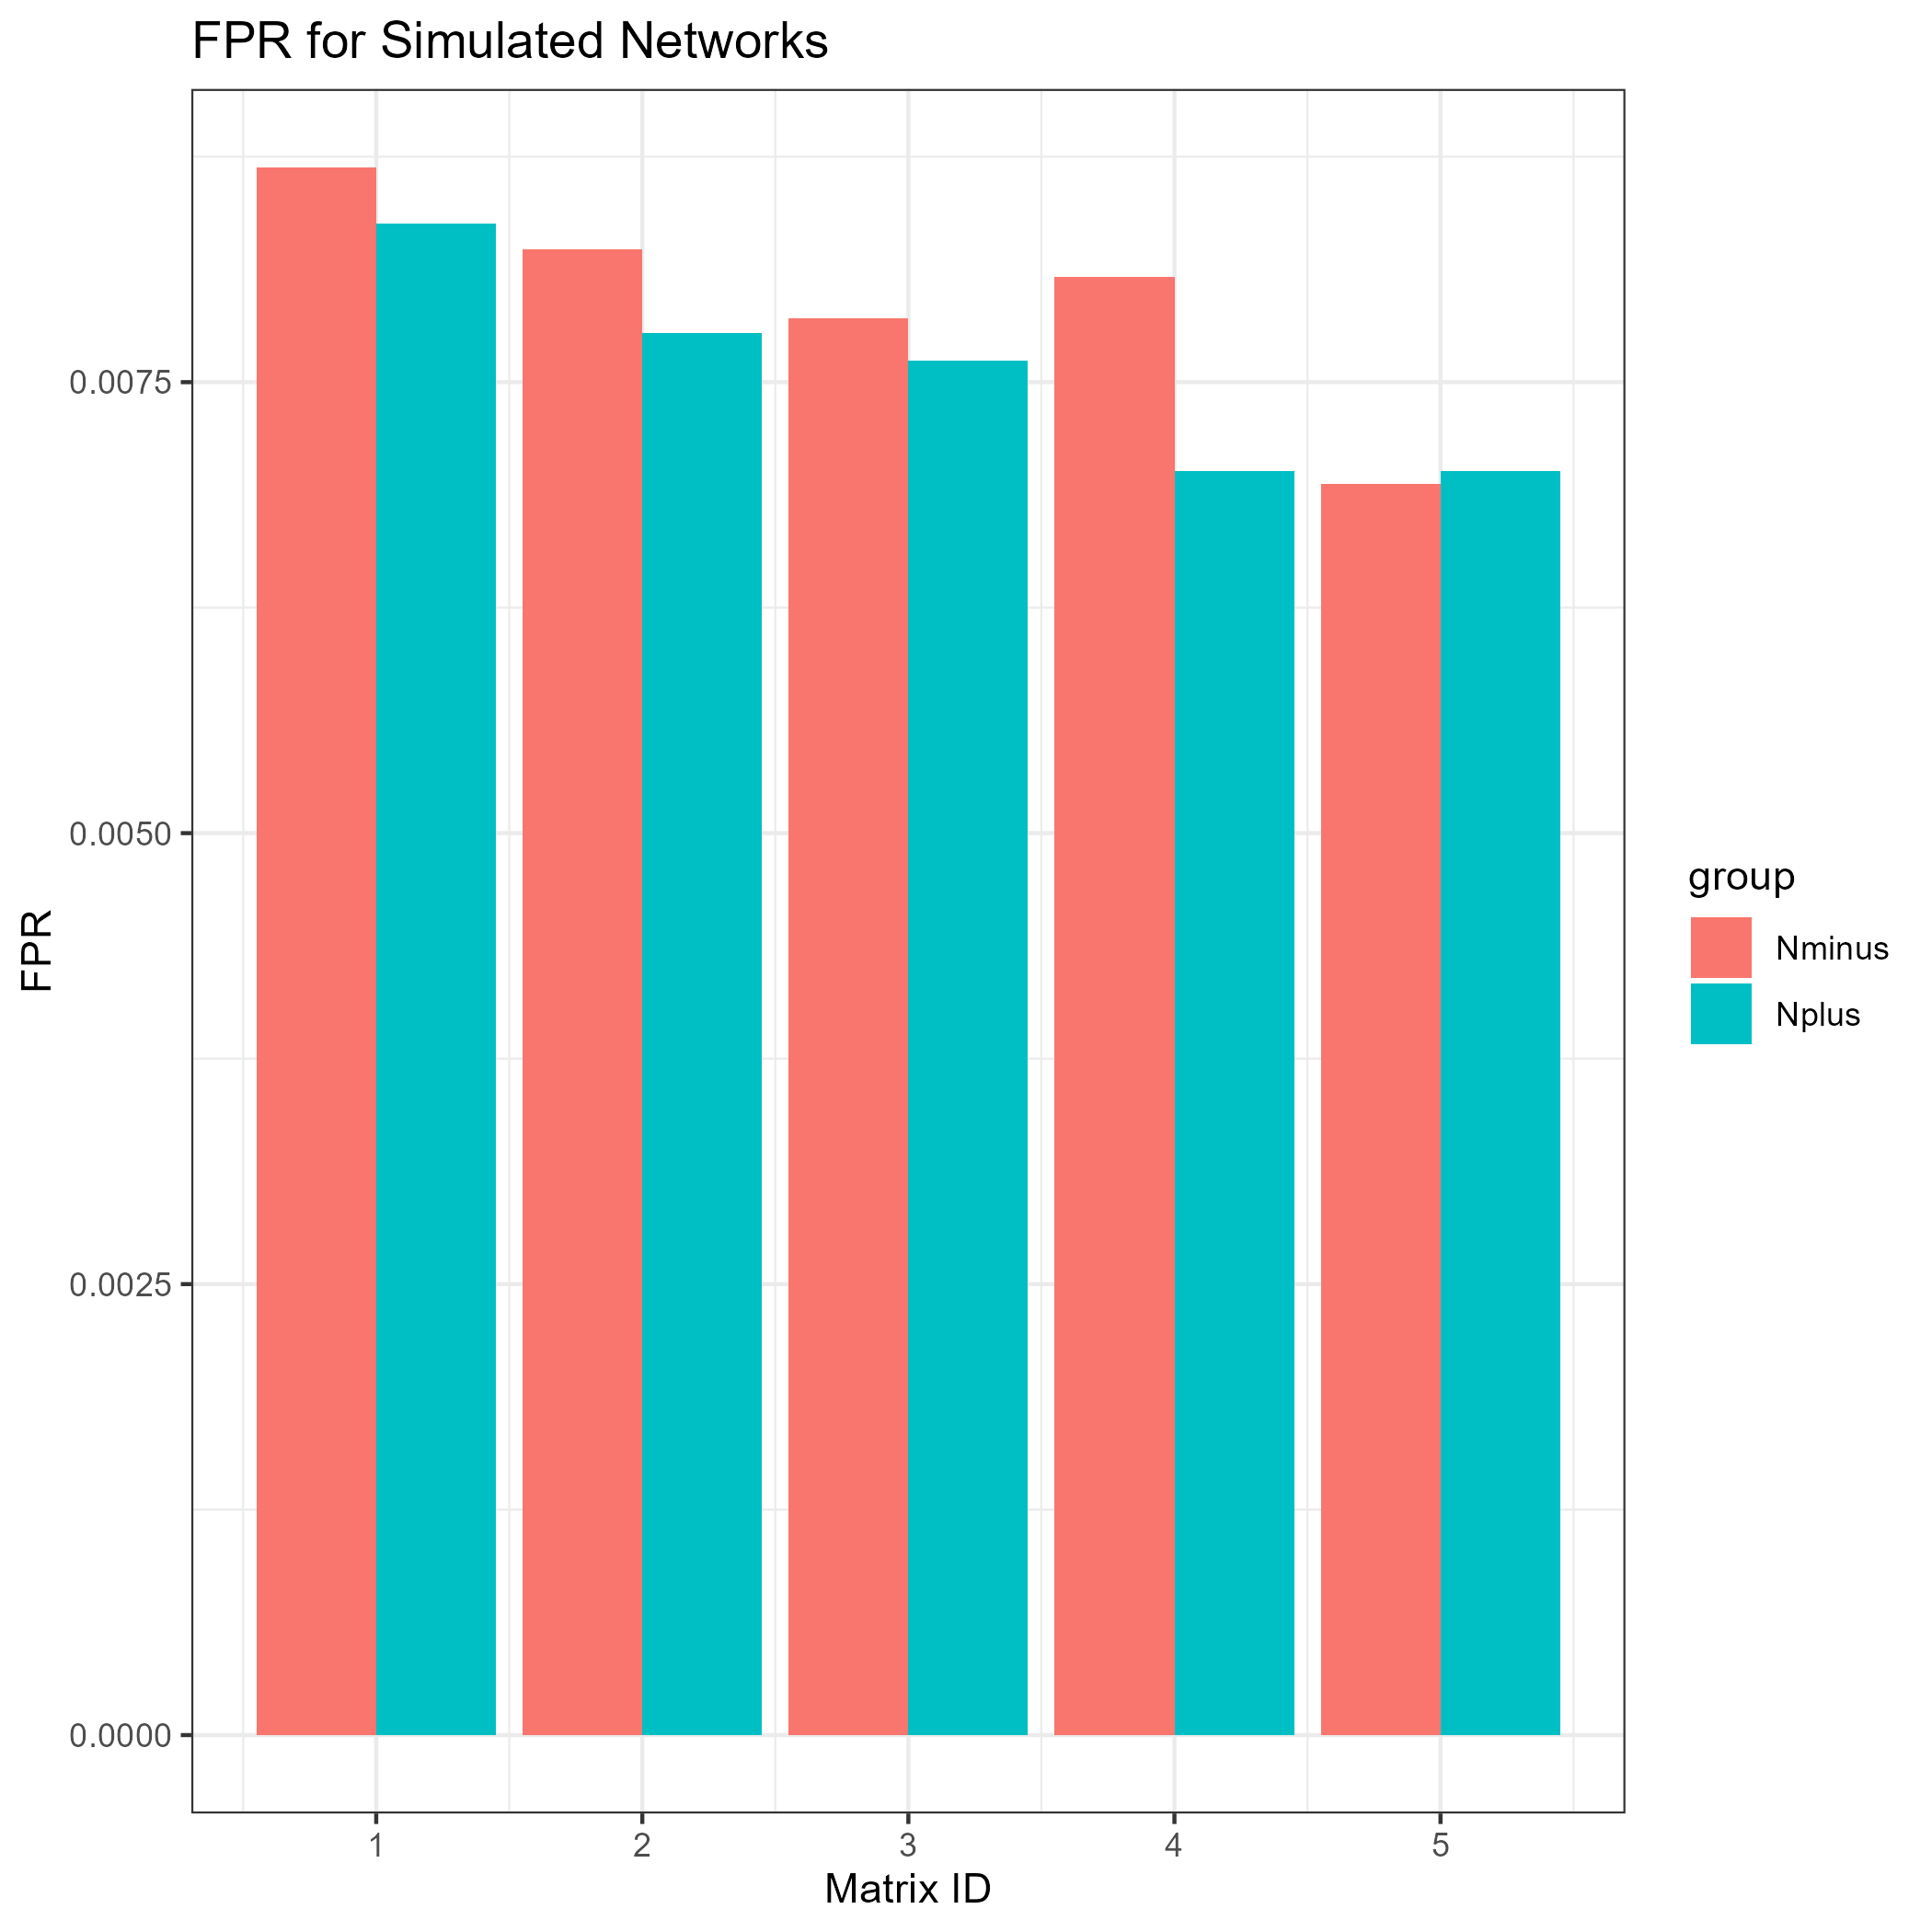 FPR for Simulated Networks
FPR
0.0075
0.0050
0.0025
0.0000
1 2 3 4 5
Matrix ID
group
Nminus
Nplus